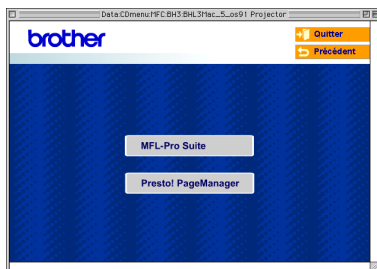 Data:CDmenu:MFC:BH3:BHL3Mac_5_os91 Projector
brother
Quitter
Précédent
MFL-Pro Suite
Presto! PageManager